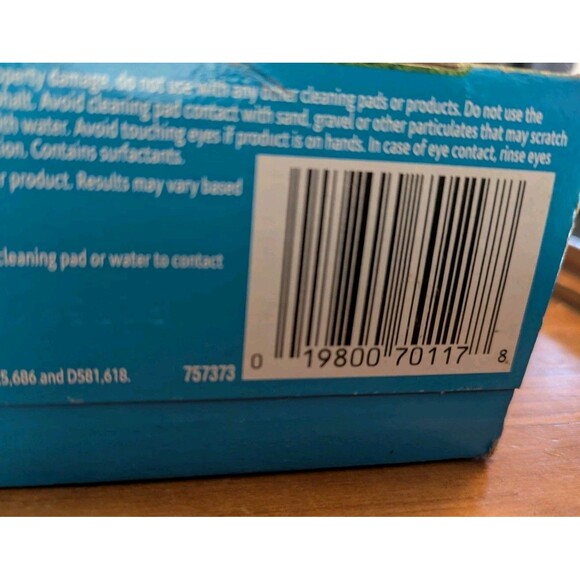 operty damage, do not use with any other cleaning pads or products. Do not use the
halt. Avoid cleaning pad contact with sand, gravel or other particulates that may scratch
water. Avoid touching eyes if product is on hands. In case of eye contact, rinse eyes
ion. Contains surfactants.
product. Results may vary based
cleaning pad or water to contact
5,686 and D581,618.
757373
0 19800 70117 8